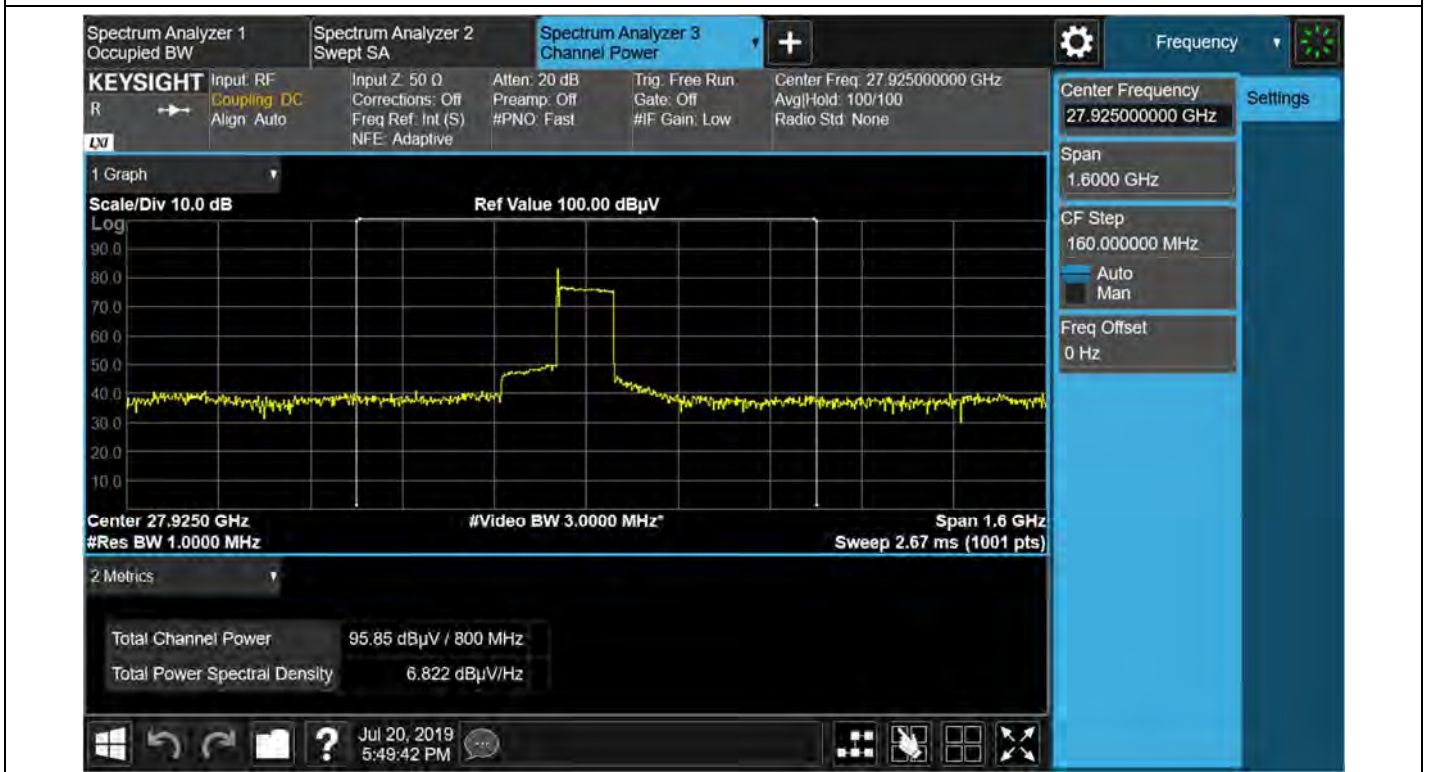 Spectrum Analyzer 1
Occupied BW
Spectrum Analyzer 2
Swept SA
Spectrum Analyzer 3
Channel Power
Frequency
KEYSIGHT
R
LXI
Input: RF
Coupling: DC
Align: Auto
Input Z: 50 Ω
Corrections: Off
Freq Ref: Int (S)
NFE: Adaptive
Atten: 20 dB
Preamp: Off
#PNO: Fast
Trig: Free Run
Gate: Off
#IF Gain: Low
Center Freq: 27.925000000 GHz
Avg|Hold: 100/100
Radio Std: None
Center Frequency
27.925000000 GHz
Settings
Span
1.6000 GHz
CF Step
160.000000 MHz
Auto
Man
Freq Offset
0 Hz
1 Graph
Scale/Div 10.0 dB
Ref Value 100.00 dBµV
Log
90.0
80.0
70.0
60.0
50.0
40.0
30.0
20.0
10.0
Center 27.9250 GHz
#Video BW 3.0000 MHz*
Span 1.6 GHz
#Res BW 1.0000 MHz
Sweep 2.67 ms (1001 pts)
2 Metrics
Total Channel Power 95.85 dBµV / 800 MHz
Total Power Spectral Density 6.822 dBµV/Hz
?
Jul 20, 2019
5:49:42 PM